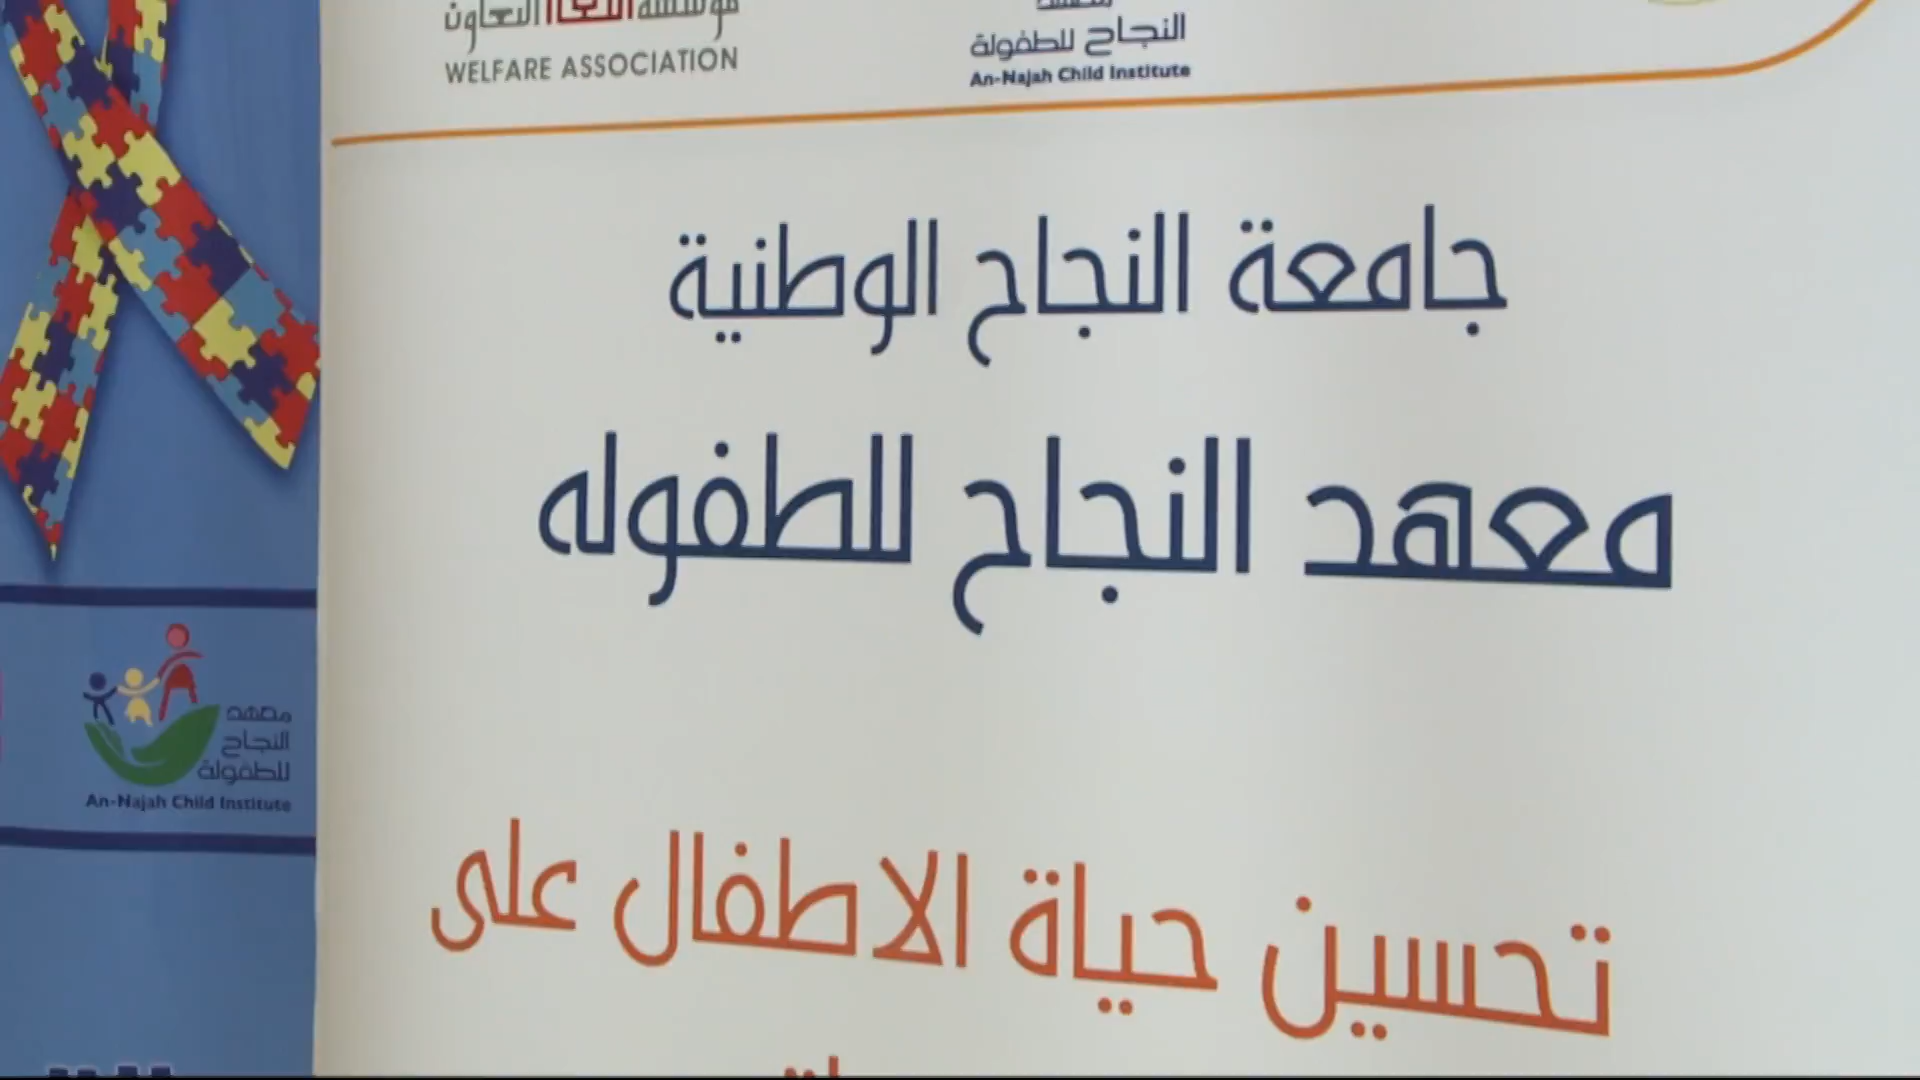 مؤسسة التعاون
WELFARE ASSOCIATION
معهد
النجاح للطفولة
An-Najah Child Institute
جامعة النجاح الوطنية
معهد النجاح للطفوله
تحسين حياة الاطفال على
معهد
النجاح
للطفولة
An-Najah Child Institute